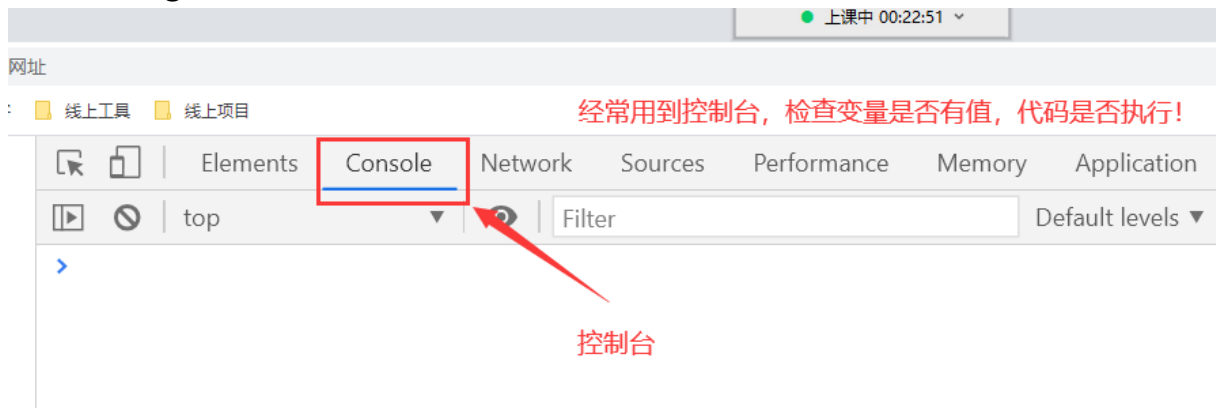 上课中 00:22:51
网址
线上工具 线上项目
经常用到控制台，检查变量是否有值，代码是否执行！
Elements Console Network Sources Performance Memory Application
top Filter Default levels
控制台